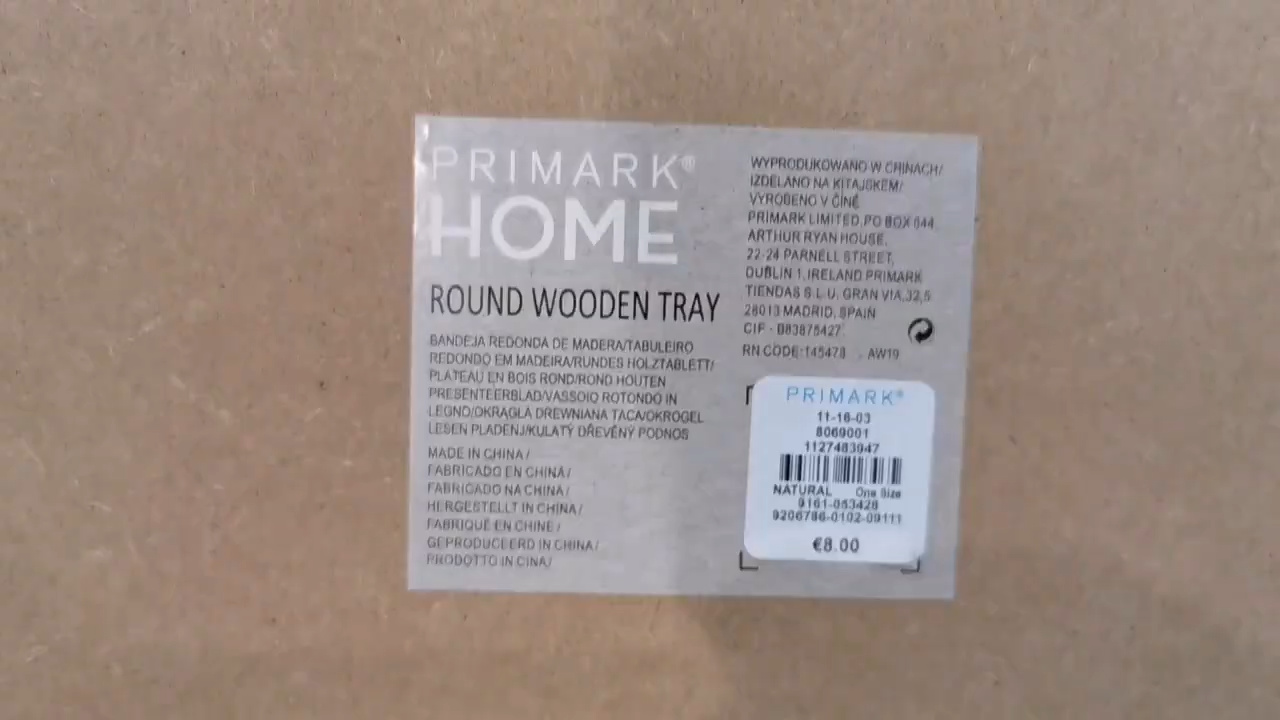 PRIMARK®
HOME
ROUND WOODEN TRAY
BANDEJA REDONDA DE MADERA/TABULEIRO
REDONDO EM MADEIRA/RUNDES HOLZTABLETT/
PLATEAU EN BOIS ROND/ROND HOUTEN
PRESENTEERBLAD/VASSOIO ROTONDO IN
LEGNO/OKRĄGŁA DREWNIANA TACA/OKROGEL
LESEN PLADENJ/KULATÝ DŘEVĚNÝ PODNOS
MADE IN CHINA/
FABRICADO EN CHINA/
FABRICADO NA CHINA/
HERGESTELLT IN CHINA/
FABRIQUÉ EN CHINE/
GEPRODUCEERD IN CHINA/
PRODOTTO IN CINA/
WYPRODUKOWANO W CHINACH/
IZDELANO NA KITAJSKEM/
VYROBENO V ČÍNĚ
PRIMARK LIMITED,PO BOX 644,
ARTHUR RYAN HOUSE,
22-24 PARNELL STREET,
DUBLIN 1,IRELAND PRIMARK
TIENDAS S.L.U. GRAN VIA,32,5
28013 MADRID, SPAIN
CIF - B83875427
RN CODE:145478 AW19
PRIMARK®
11-16-03
8069001
1127483947
NATURAL One Size
9161-053428
9206786-0102-09111
€8.00